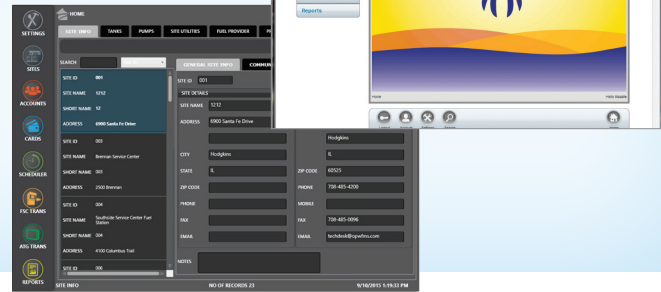 HOME
SETTINGS
SITES
ACCOUNTS
CARDS
SCHEDULER
FSC TRANS
ATG TRANS
REPORTS
SITE INFO TANKS PUMPS SITE UTILITIES FUEL PROVIDER
SEARCH
SITE ID 001
SITE NAME 1212
SHORT NAME 12
ADDRESS 6900 Santa Fe Drive
SITE ID 003
SITE NAME Brennan Service Center
SHORT NAME 003
ADDRESS 2500 Brennan
SITE ID 004
SITE NAME Southside Service Center Fuel
Station
SHORT NAME 004
ADDRESS 4100 Columbus Trail
SITE ID 006
GENERAL SITE INFO
SITE ID 001
SITE DETAILS
SITE NAME 1212
ADDRESS 6900 Santa Fe Drive
CITY Hodgkins
STATE IL
ZIP CODE
PHONE
FAX
EMAIL
NOTES
Hodgkins
IL
ZIP CODE 60525
PHONE 708-485-4200
MOBILE
FAX 708-485-0096
EMAIL techdesk@opwfms.com
SITE INFO NO OF RECORDS 23 9/18/2015 1:19:33 PM
Reports
Home